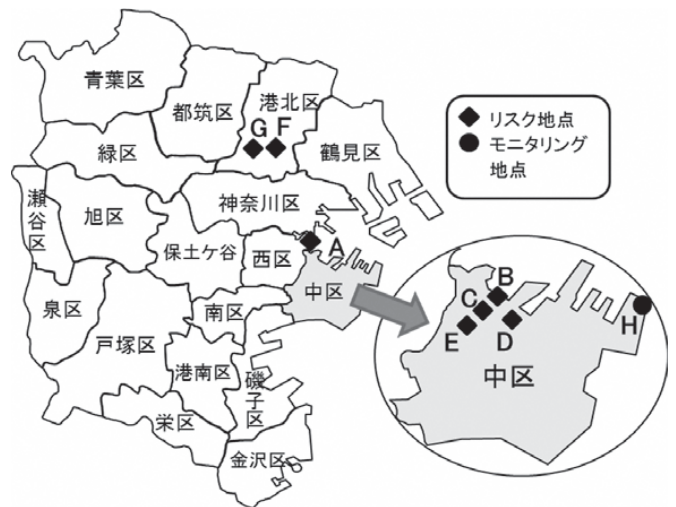 青葉区
都筑区
港北区
G F
緑区
鶴見区
◆ リスク地点
● モニタリング
地点
瀬谷区
旭区
神奈川区
保土ケ谷
西区
A
中区
泉区
戸塚区
南区
港南区
磯子区
栄区
金沢区
B
C
E
D
H
中区